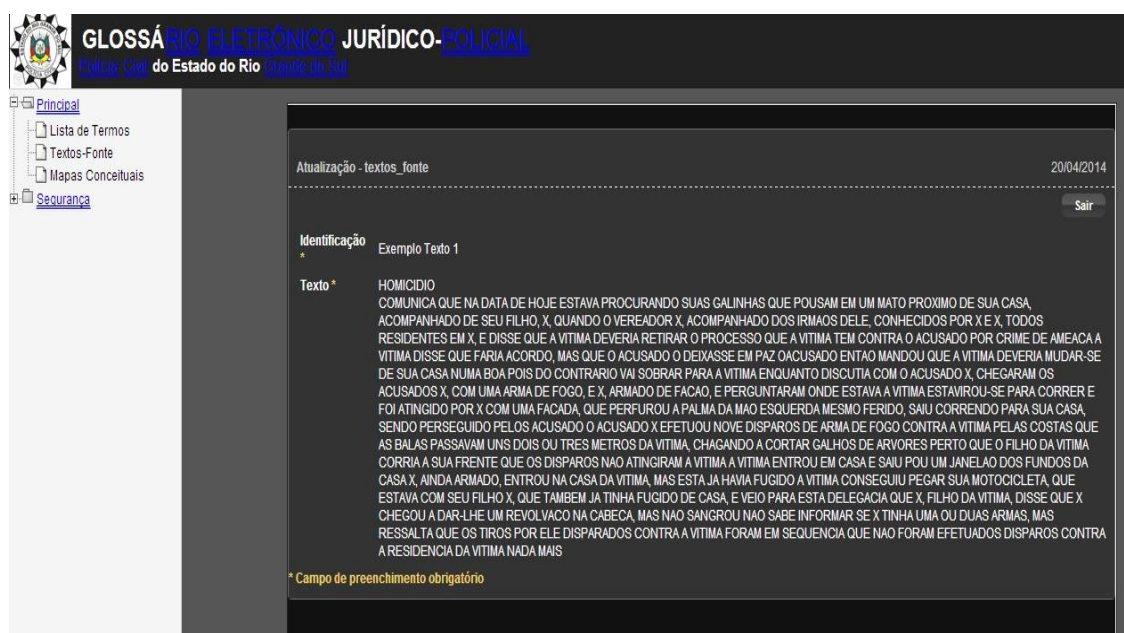 GLOSSÁRIO ELETRÔNICO JURÍDICO-POLICIAL
Polícia Civil do Estado do Rio Grande do Sul
Principal
Lista de Termos
Textos-Fonte
Mapas Conceituais
Segurança
Atualização - textos_fonte 20/04/2014
Sair
Identificação
* Exemplo Texto 1
Texto * HOMICIDIO
COMUNICA QUE NA DATA DE HOJE ESTAVA PROCURANDO SUAS GALINHAS QUE POUSAM EM UM MATO PROXIMO DE SUA CASA,
ACOMPANHADO DE SEU FILHO, X, QUANDO O VEREADOR X, ACOMPANHADO DOS IRMAOS DELE, CONHECIDOS POR X E X, TODOS
RESIDENTES EM X, E DISSE QUE A VITIMA DEVERIA RETIRAR O PROCESSO QUE A VITIMA TEM CONTRA O ACUSADO POR CRIME DE AMEACA A
VITIMA DISSE QUE FARIA ACORDO, MAS QUE O ACUSADO O DEIXASSE EM PAZ OACUSADO ENTAO MANDOU QUE A VITIMA DEVERIA MUDAR-SE
DE SUA CASA NUMA BOA POIS DO CONTRARIO VAI SOBRAR PARA A VITIMA ENQUANTO DISCUTIA COM O ACUSADO X, CHEGARAM OS
ACUSADOS X, COM UMA ARMA DE FOGO, E X, ARMADO DE FACAO, E PERGUNTARAM ONDE ESTAVA A VITIMA ESTAVIROU-SE PARA CORRER E
FOI ATINGIDO POR X COM UMA FACADA, QUE PERFUROU A PALMA DA MAO ESQUERDA MESMO FERIDO, SAIU CORRENDO PARA SUA CASA,
SENDO PERSEGUIDO PELOS ACUSADO O ACUSADO X EFETUOU NOVE DISPAROS DE ARMA DE FOGO CONTRA A VITIMA PELAS COSTAS QUE
AS BALAS PASSAVAM UNS DOIS OU TRES METROS DA VITIMA, CHAGANDO A CORTAR GALHOS DE ARVORES PERTO QUE O FILHO DA VITIMA
CORRIA A SUA FRENTE QUE OS DISPAROS NAO ATINGIRAM A VITIMA A VITIMA ENTROU EM CASA E SAIU POU UM JANELAO DOS FUNDOS DA
CASA X, AINDA ARMADO, ENTROU NA CASA DA VITIMA, MAS ESTA JA HAVIA FUGIDO A VITIMA CONSEGUIU PEGAR SUA MOTOCICLETA, QUE
ESTAVA COM SEU FILHO X, QUE TAMBEM JA TINHA FUGIDO DE CASA, E VEIO PARA ESTA DELEGACIA QUE X, FILHO DA VITIMA, DISSE QUE X
CHEGOU A DAR-LHE UM REVOLVACO NA CABECA, MAS NAO SANGROU NAO SABE INFORMAR SE X TINHA UMA OU DUAS ARMAS, MAS
RESSALTA QUE OS TIROS POR ELE DISPARADOS CONTRA A VITIMA FORAM EM SEQUENCIA QUE NAO FORAM EFETUADOS DISPAROS CONTRA
A RESIDENCIA DA VITIMA NADA MAIS
* Campo de preenchimento obrigatório